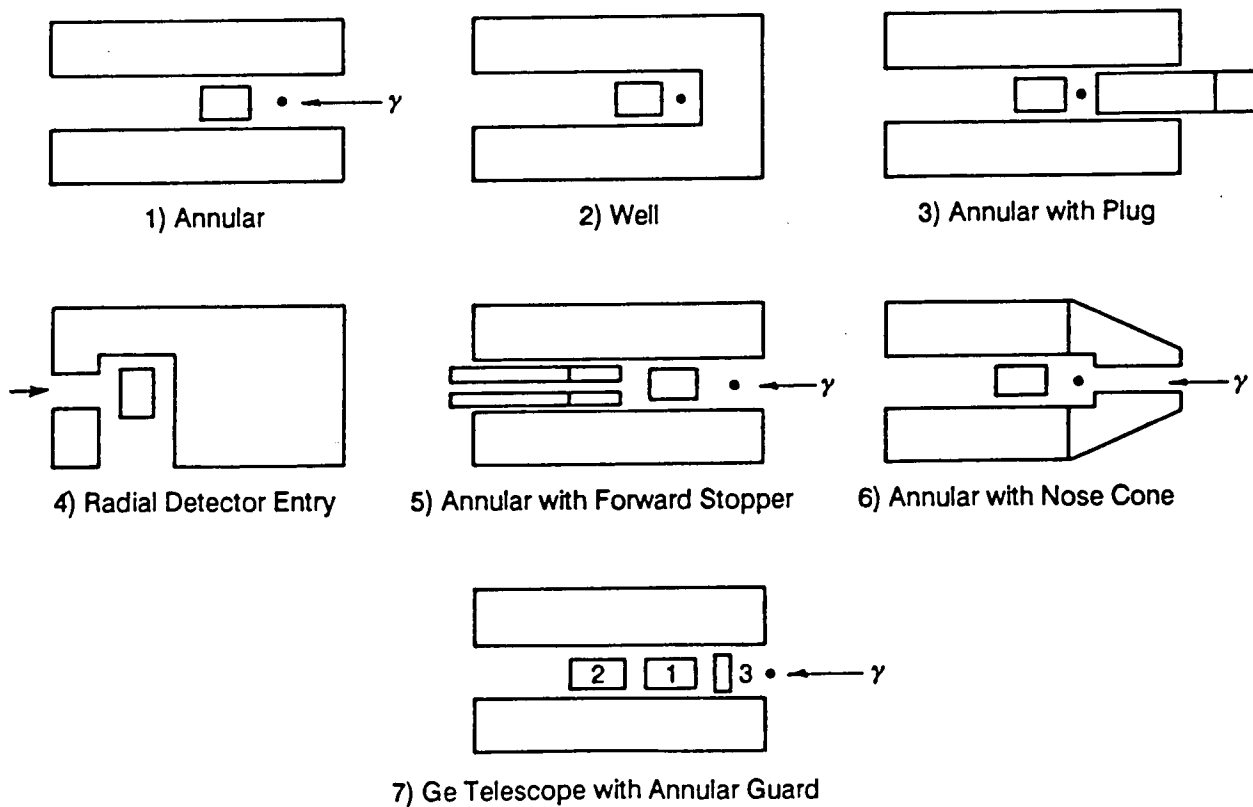 γ
1) Annular
2) Well
3) Annular with Plug
4) Radial Detector Entry
γ
5) Annular with Forward Stopper
γ
6) Annular with Nose Cone
2 1 3 γ
7) Ge Telescope with Annular Guard